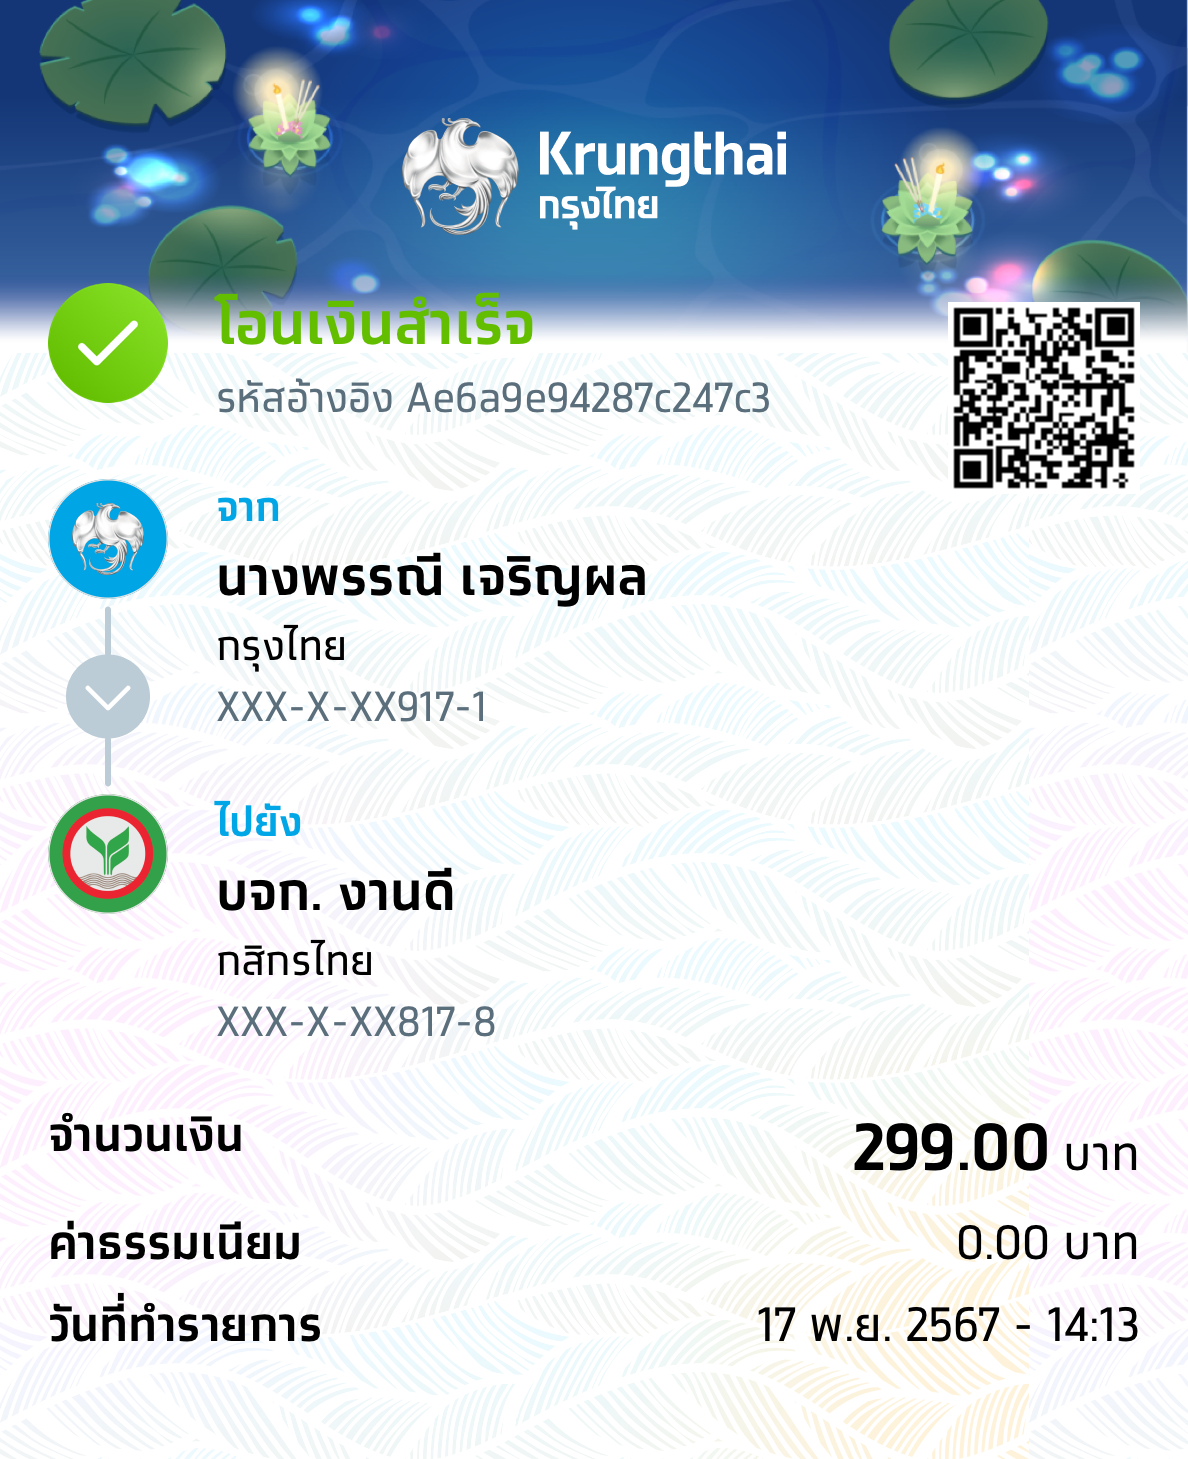 Krungthai
กรุงไทย
โอนเงินสำเร็จ
รหัสอ้างอิง Ae6a9e94287c247c3
จาก
นางพรรณี เจริญผล
กรุงไทย
XXX-X-XX917-1
ไปยัง
บจก. งานดี
กสิกรไทย
XXX-X-XX817-8
จำนวนเงิน 299.00 บาท
ค่าธรรมเนียม 0.00 บาท
วันที่ทำรายการ 17 พ.ย. 2567 - 14:13